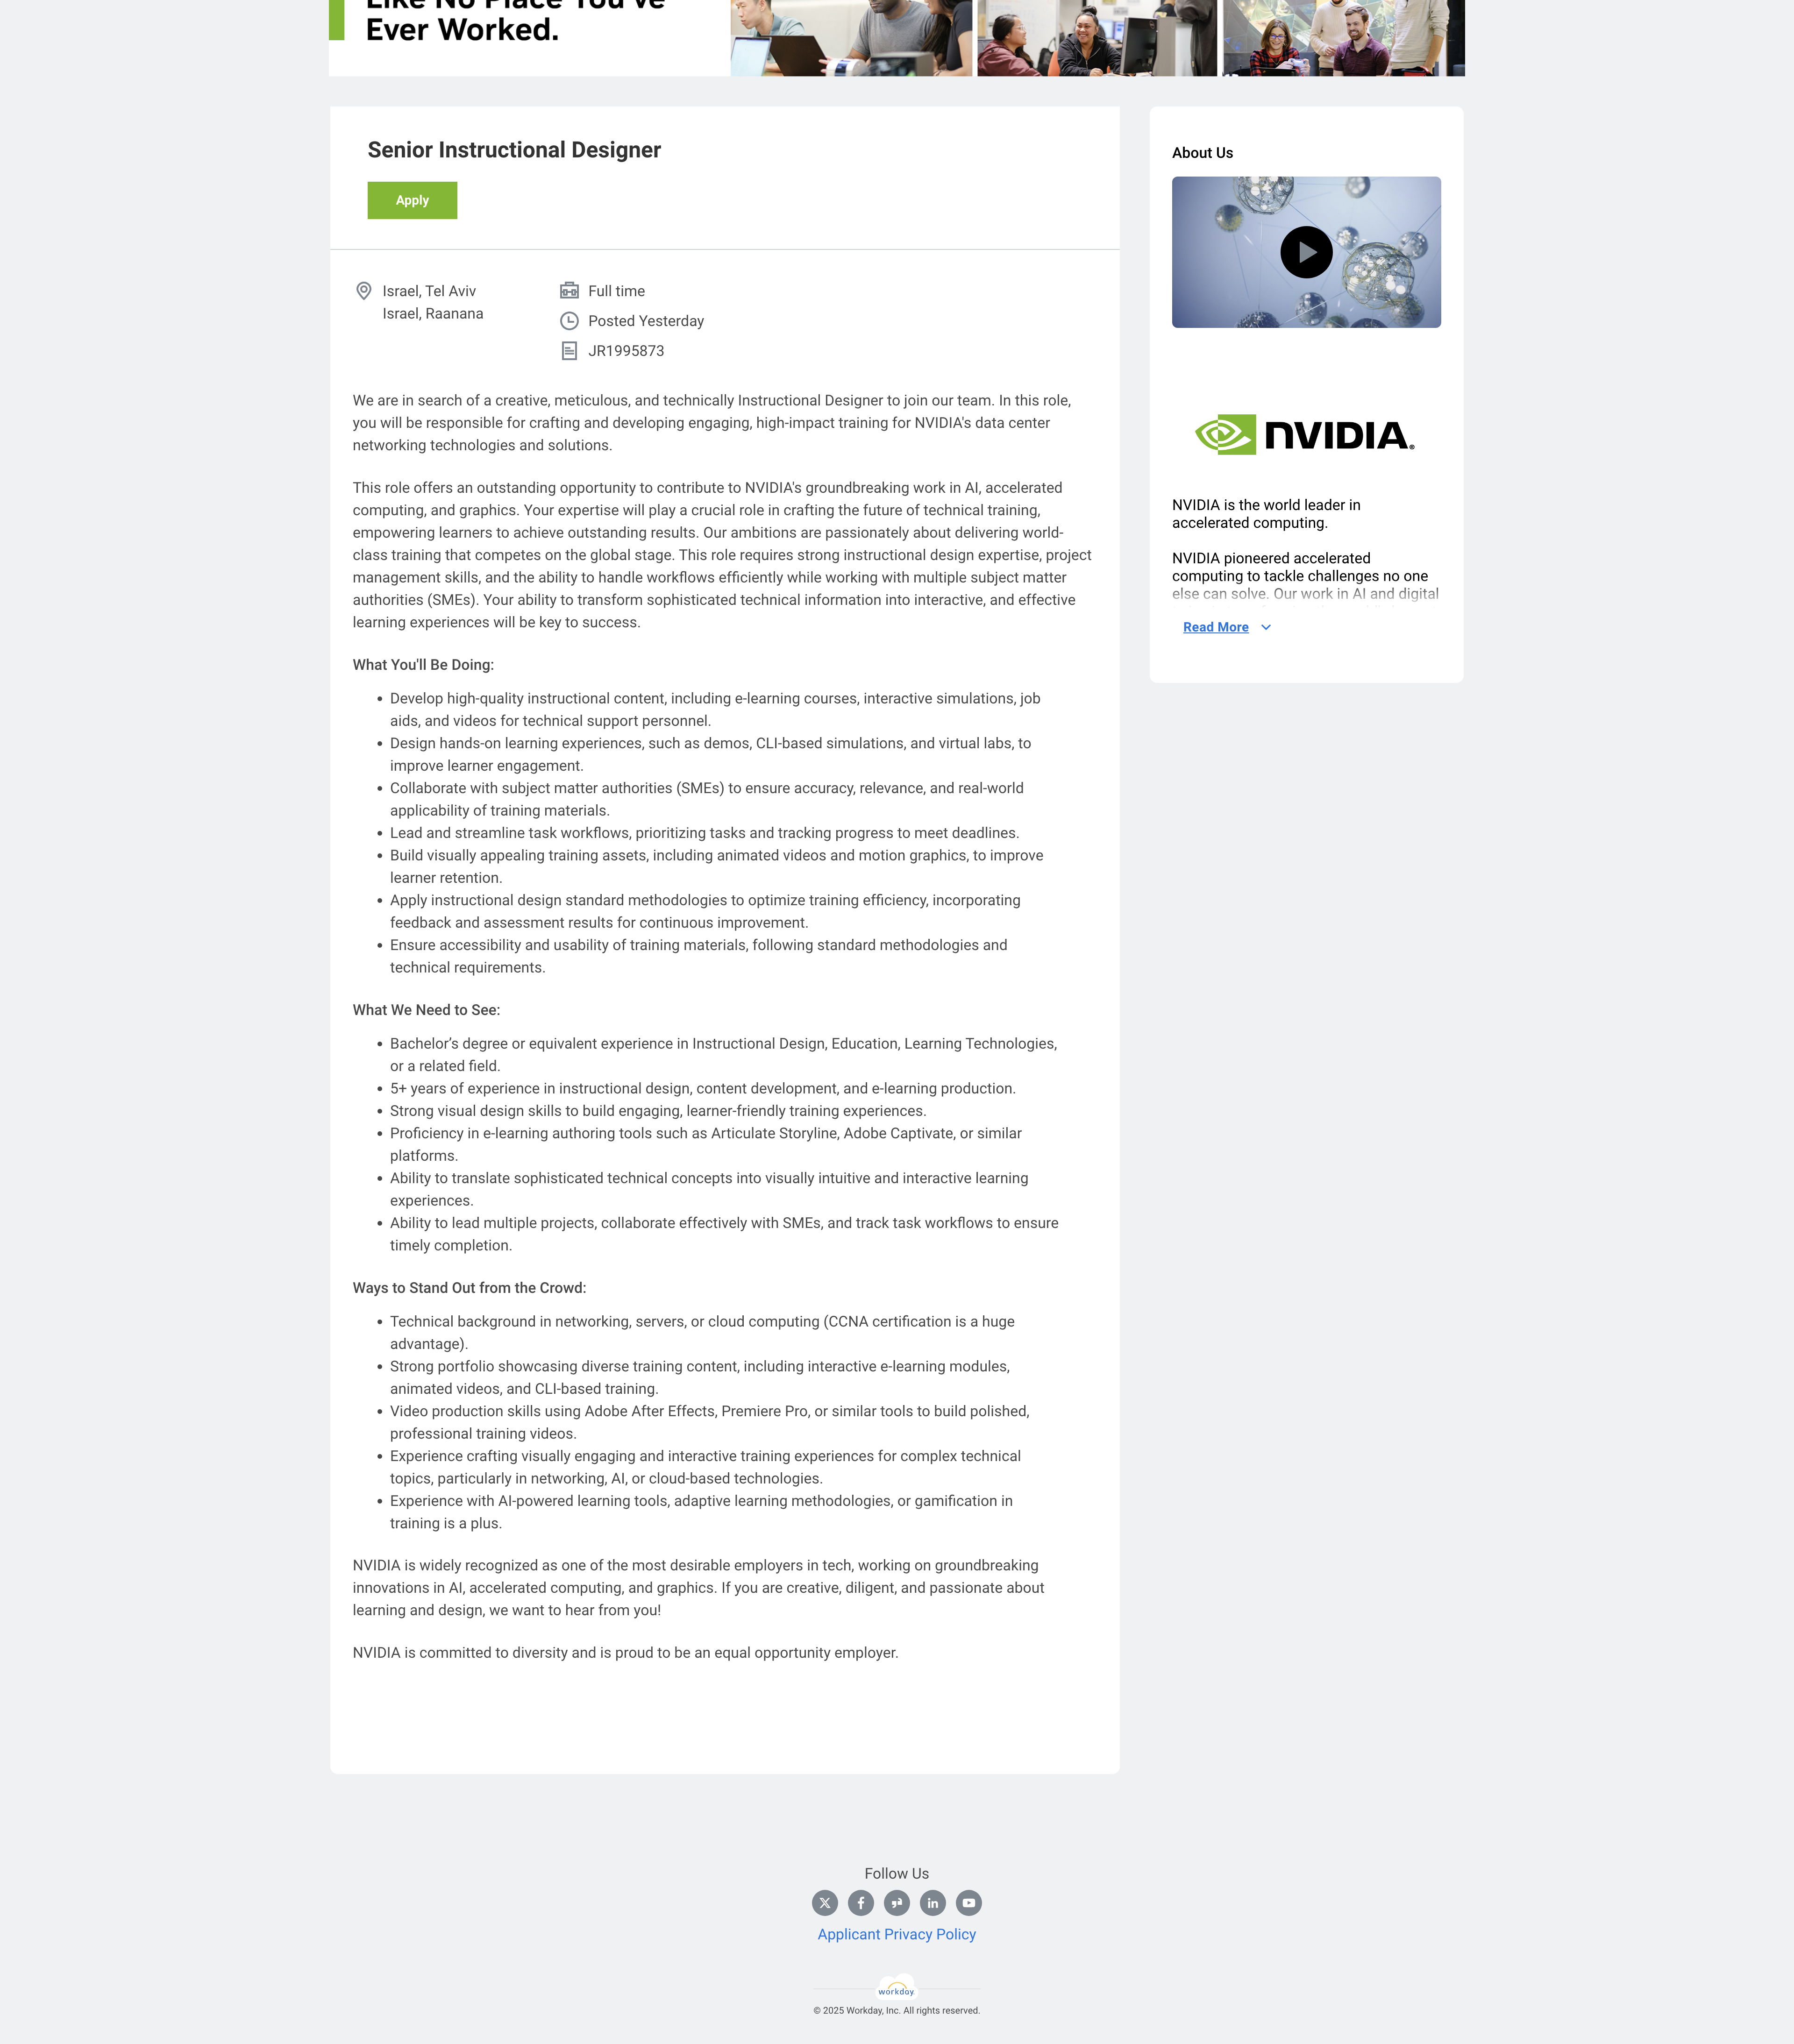 Like No Place You've
Ever Worked.
Senior Instructional Designer
Apply
Israel, Tel Aviv
Israel, Raanana
Full time
Posted Yesterday
JR1995873
We are in search of a creative, meticulous, and technically Instructional Designer to join our team. In this role,
you will be responsible for crafting and developing engaging, high-impact training for NVIDIA's data center
networking technologies and solutions.
This role offers an outstanding opportunity to contribute to NVIDIA's groundbreaking work in AI, accelerated
computing, and graphics. Your expertise will play a crucial role in crafting the future of technical training,
empowering learners to achieve outstanding results. Our ambitions are passionately about delivering world-
class training that competes on the global stage. This role requires strong instructional design expertise, project
management skills, and the ability to handle workflows efficiently while working with multiple subject matter
authorities (SMEs). Your ability to transform sophisticated technical information into interactive, and effective
learning experiences will be key to success.
What You'll Be Doing:
• Develop high-quality instructional content, including e-learning courses, interactive simulations, job
aids, and videos for technical support personnel.
• Design hands-on learning experiences, such as demos, CLI-based simulations, and virtual labs, to
improve learner engagement.
• Collaborate with subject matter authorities (SMEs) to ensure accuracy, relevance, and real-world
applicability of training materials.
• Lead and streamline task workflows, prioritizing tasks and tracking progress to meet deadlines.
• Build visually appealing training assets, including animated videos and motion graphics, to improve
learner retention.
• Apply instructional design standard methodologies to optimize training efficiency, incorporating
feedback and assessment results for continuous improvement.
• Ensure accessibility and usability of training materials, following standard methodologies and
technical requirements.
What We Need to See:
• Bachelor’s degree or equivalent experience in Instructional Design, Education, Learning Technologies,
or a related field.
• 5+ years of experience in instructional design, content development, and e-learning production.
• Strong visual design skills to build engaging, learner-friendly training experiences.
• Proficiency in e-learning authoring tools such as Articulate Storyline, Adobe Captivate, or similar
platforms.
• Ability to translate sophisticated technical concepts into visually intuitive and interactive learning
experiences.
• Ability to lead multiple projects, collaborate effectively with SMEs, and track task workflows to ensure
timely completion.
Ways to Stand Out from the Crowd:
• Technical background in networking, servers, or cloud computing (CCNA certification is a huge
advantage).
• Strong portfolio showcasing diverse training content, including interactive e-learning modules,
animated videos, and CLI-based training.
• Video production skills using Adobe After Effects, Premiere Pro, or similar tools to build polished,
professional training videos.
• Experience crafting visually engaging and interactive training experiences for complex technical
topics, particularly in networking, AI, or cloud-based technologies.
• Experience with AI-powered learning tools, adaptive learning methodologies, or gamification in
training is a plus.
NVIDIA is widely recognized as one of the most desirable employers in tech, working on groundbreaking
innovations in AI, accelerated computing, and graphics. If you are creative, diligent, and passionate about
learning and design, we want to hear from you!
NVIDIA is committed to diversity and is proud to be an equal opportunity employer.
About Us
NVIDIA.
NVIDIA is the world leader in
accelerated computing.
NVIDIA pioneered accelerated
computing to tackle challenges no one
else can solve. Our work in AI and digital
Read More
Follow Us
Applicant Privacy Policy
workday.
© 2025 Workday, Inc. All rights reserved.